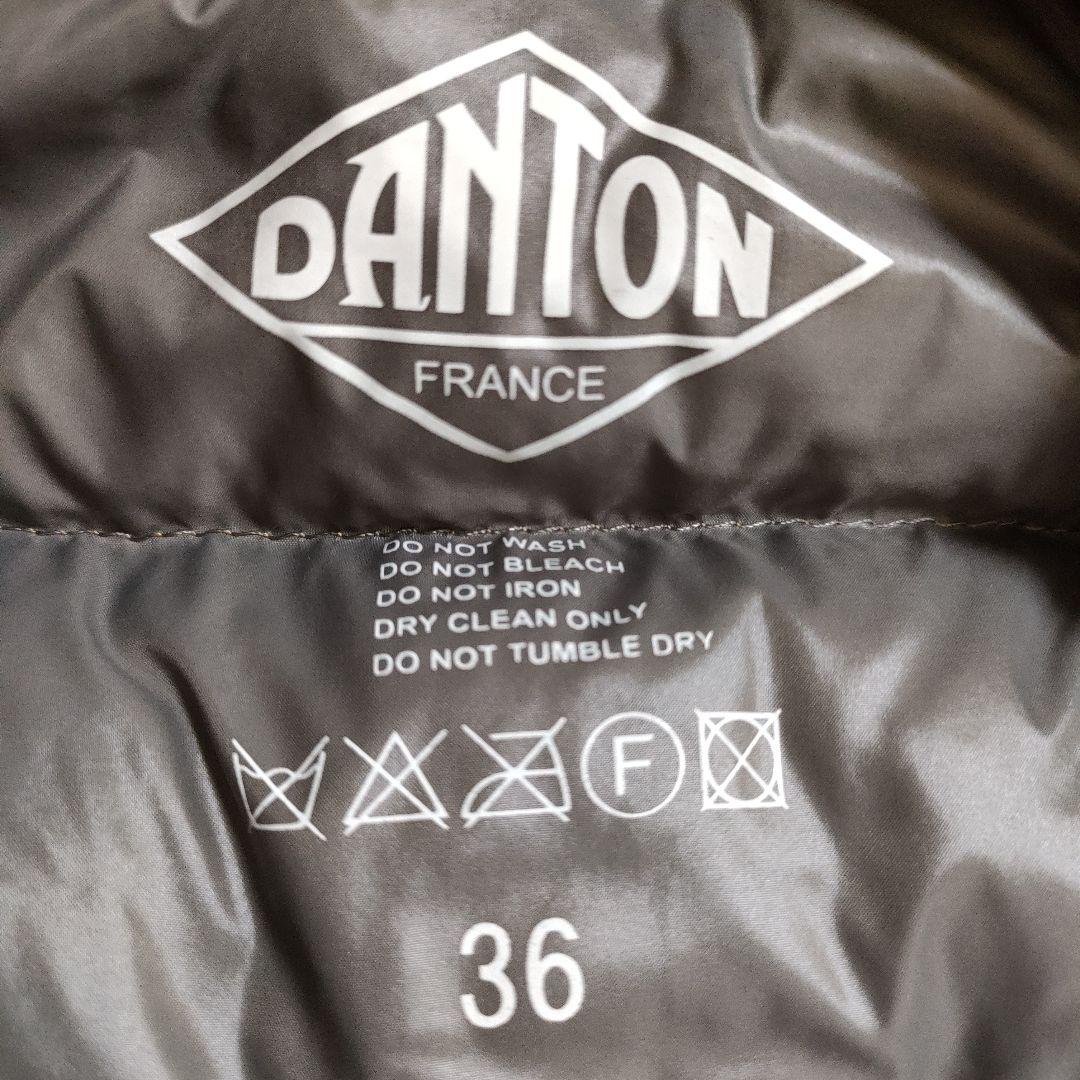 DANTON
FRANCE
DO NOT WASH
DO NOT BLEACH
DO NOT IRON
DRY CLEAN ONLY
DO NOT TUMBLE DRY
F
36